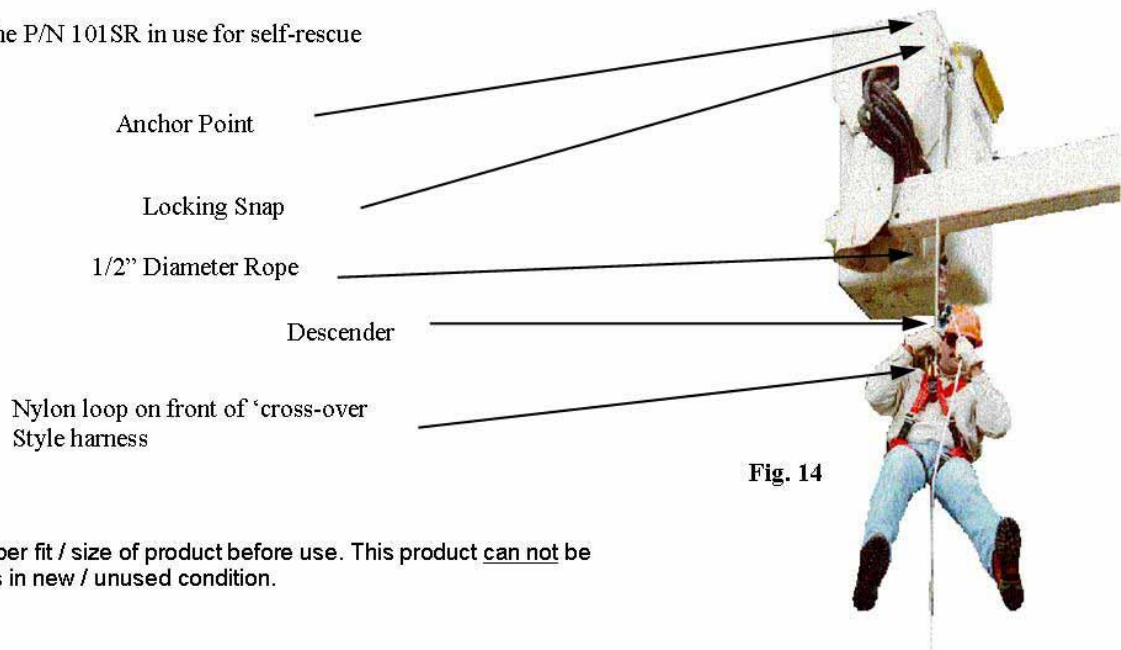 he P/N 101SR in use for self-rescue
Anchor Point
Locking Snap
1/2” Diameter Rope
Descender
Nylon loop on front of ‘cross-over
Style harness
Fig. 14
per fit / size of product before use. This product can not be
s in new / unused condition.